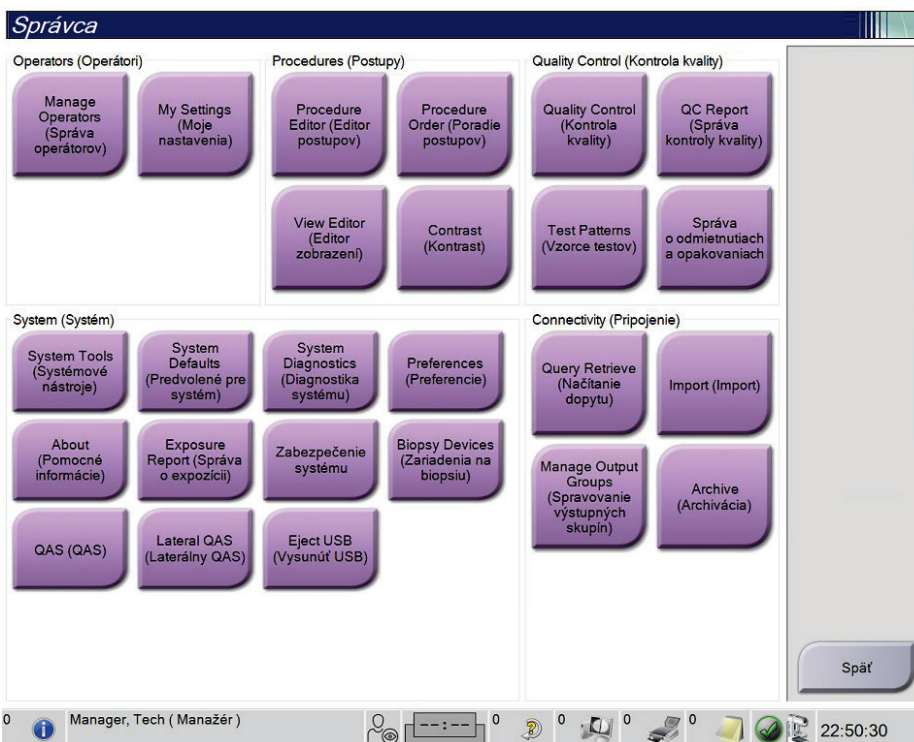 Správca
Operators (Operátori)
Manage
Operators
(Správa
operátorov)
My Settings
(Moje
nastavenia)
Procedures (Postupy)
Procedure
Editor (Editor
postupov)
Procedure
Order (Poradie
postupov)
View Editor
(Editor
zobrazení)
Contrast
(Kontrast)
Quality Control (Kontrola kvality)
Quality Control
(Kontrola
kvality)
QC Report
(Správa
kontroly kvality)
Test Patterns
(Vzorce testov)
Správa
o odmietnutiach
a opakovaniach
System (Systém)
System Tools
(Systémové
nástroje)
System
Defaults
(Predvolené pre
systém)
System
Diagnostics
(Diagnostika
systému)
Preferences
(Preferencie)
About
(Pomocné
informácie)
Exposure
Report (Správa
o expozícii)
Zabezpečenie
systému
Biopsy Devices
(Zariadenia na
biopsiu)
QAS (QAS)
Lateral QAS
(Laterálny QAS)
Eject USB
(Vysunúť USB)
Connectivity (Pripojenie)
Query Retrieve
(Načítanie
dopytu)
Import (Import)
Manage Output
Groups
(Spravovanie
výstupných
skupín)
Archive
(Archivácia)
Späť
0
Manager, Tech ( Manažér )
--:--
0
0
0
0
22:50:30